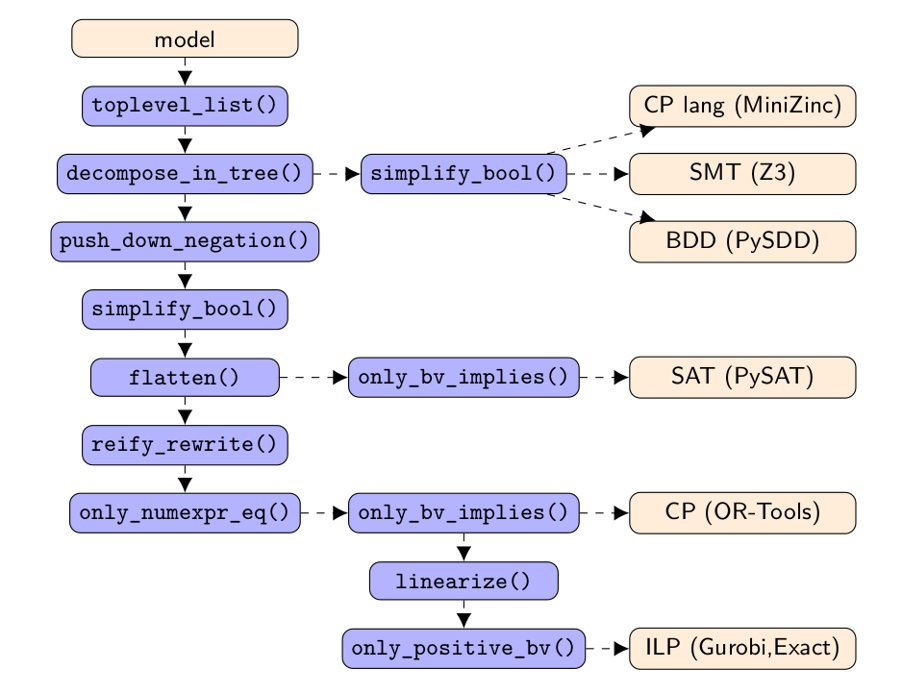 model
toplevel_list()
CP lang (MiniZinc)
decompose_in_tree()
simplify_bool()
SMT (Z3)
push_down_negation()
BDD (PySDD)
simplify_bool()
flatten()
only_bv_implies()
SAT (PySAT)
reify_rewrite()
only_numexpr_eq()
only_bv_implies()
CP (OR-Tools)
linearize()
only_positive_bv()
ILP (Gurobi,Exact)